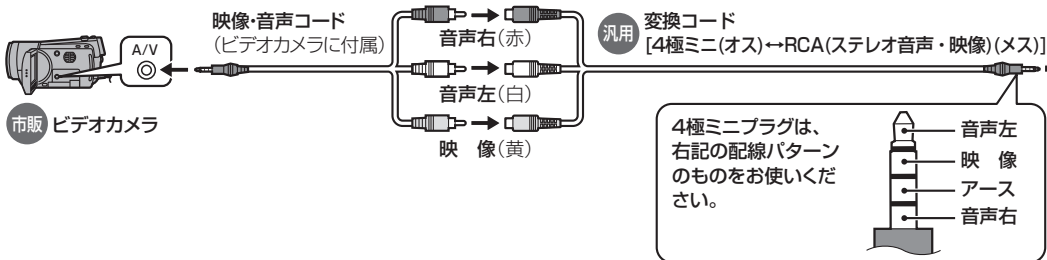 A/V
市販 ビデオカメラ
映像・音声コード
(ビデオカメラに付属)
音声右(赤)
音声左(白)
映 像(黄)
汎用 変換コード
[4極ミニ(オス)↔RCA(ステレオ音声・映像)(メス)]
4極ミニプラグは、
右記の配線パターン
のものをお使いくだ
さい。
音声左
映 像
アース
音声右